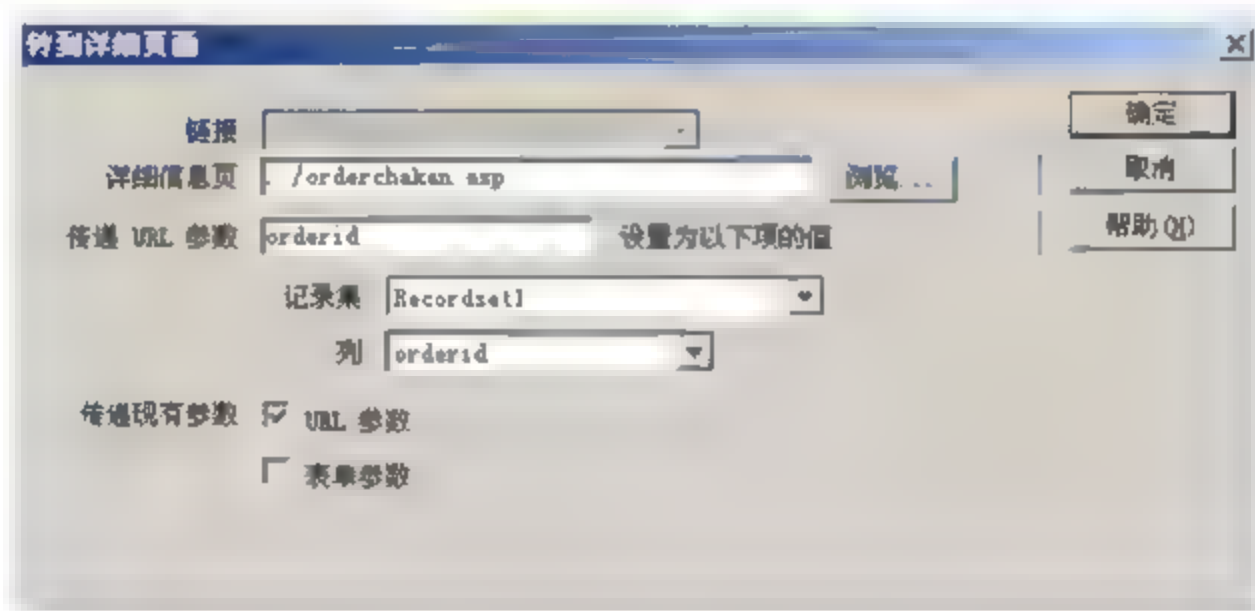 转到详细页面
链接
确定
详细信息页 /orderchakan asp 浏览...
取消
传递 URL 参数 orderid 设置为以下项的值
帮助(H)
记录集 Recordset1
列 orderid
传递现有参数 URL 参数
表单参数